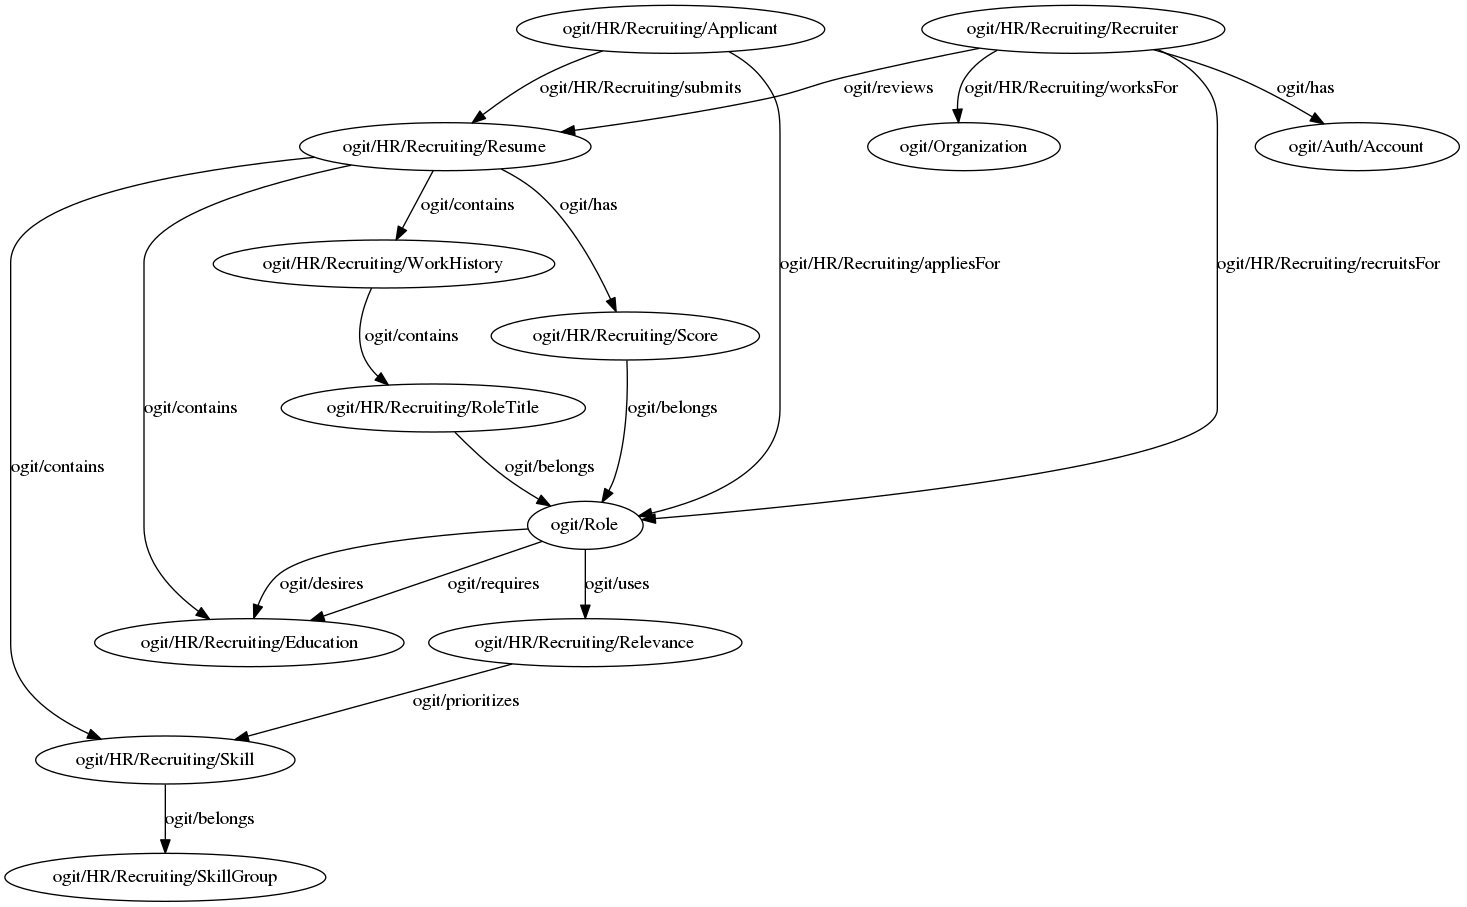 ogit/HR/Recruiting/Applicant
ogit/HR/Recruiting/Recruiter
ogit/HR/Recruiting/submits
ogit/reviews
ogit/HR/Recruiting/worksFor
ogit/has
ogit/HR/Recruiting/Resume
ogit/Organization
ogit/Auth/Account
ogit/contains
ogit/has
ogit/HR/Recruiting/WorkHistory
ogit/HR/Recruiting/appliesFor
ogit/HR/Recruiting/recruitsFor
ogit/contains
ogit/HR/Recruiting/Score
ogit/contains
ogit/HR/Recruiting/RoleTitle
ogit/belongs
ogit/contains
ogit/belongs
ogit/Role
ogit/desires
ogit/requires
ogit/uses
ogit/HR/Recruiting/Education
ogit/HR/Recruiting/Relevance
ogit/prioritizes
ogit/HR/Recruiting/Skill
ogit/belongs
ogit/HR/Recruiting/SkillGroup